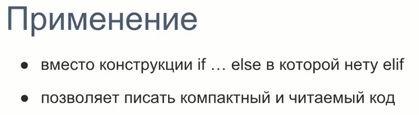 Применение
● вместо конструкции if … else в которой нету elif
● позволяет писать компактный и читаемый код